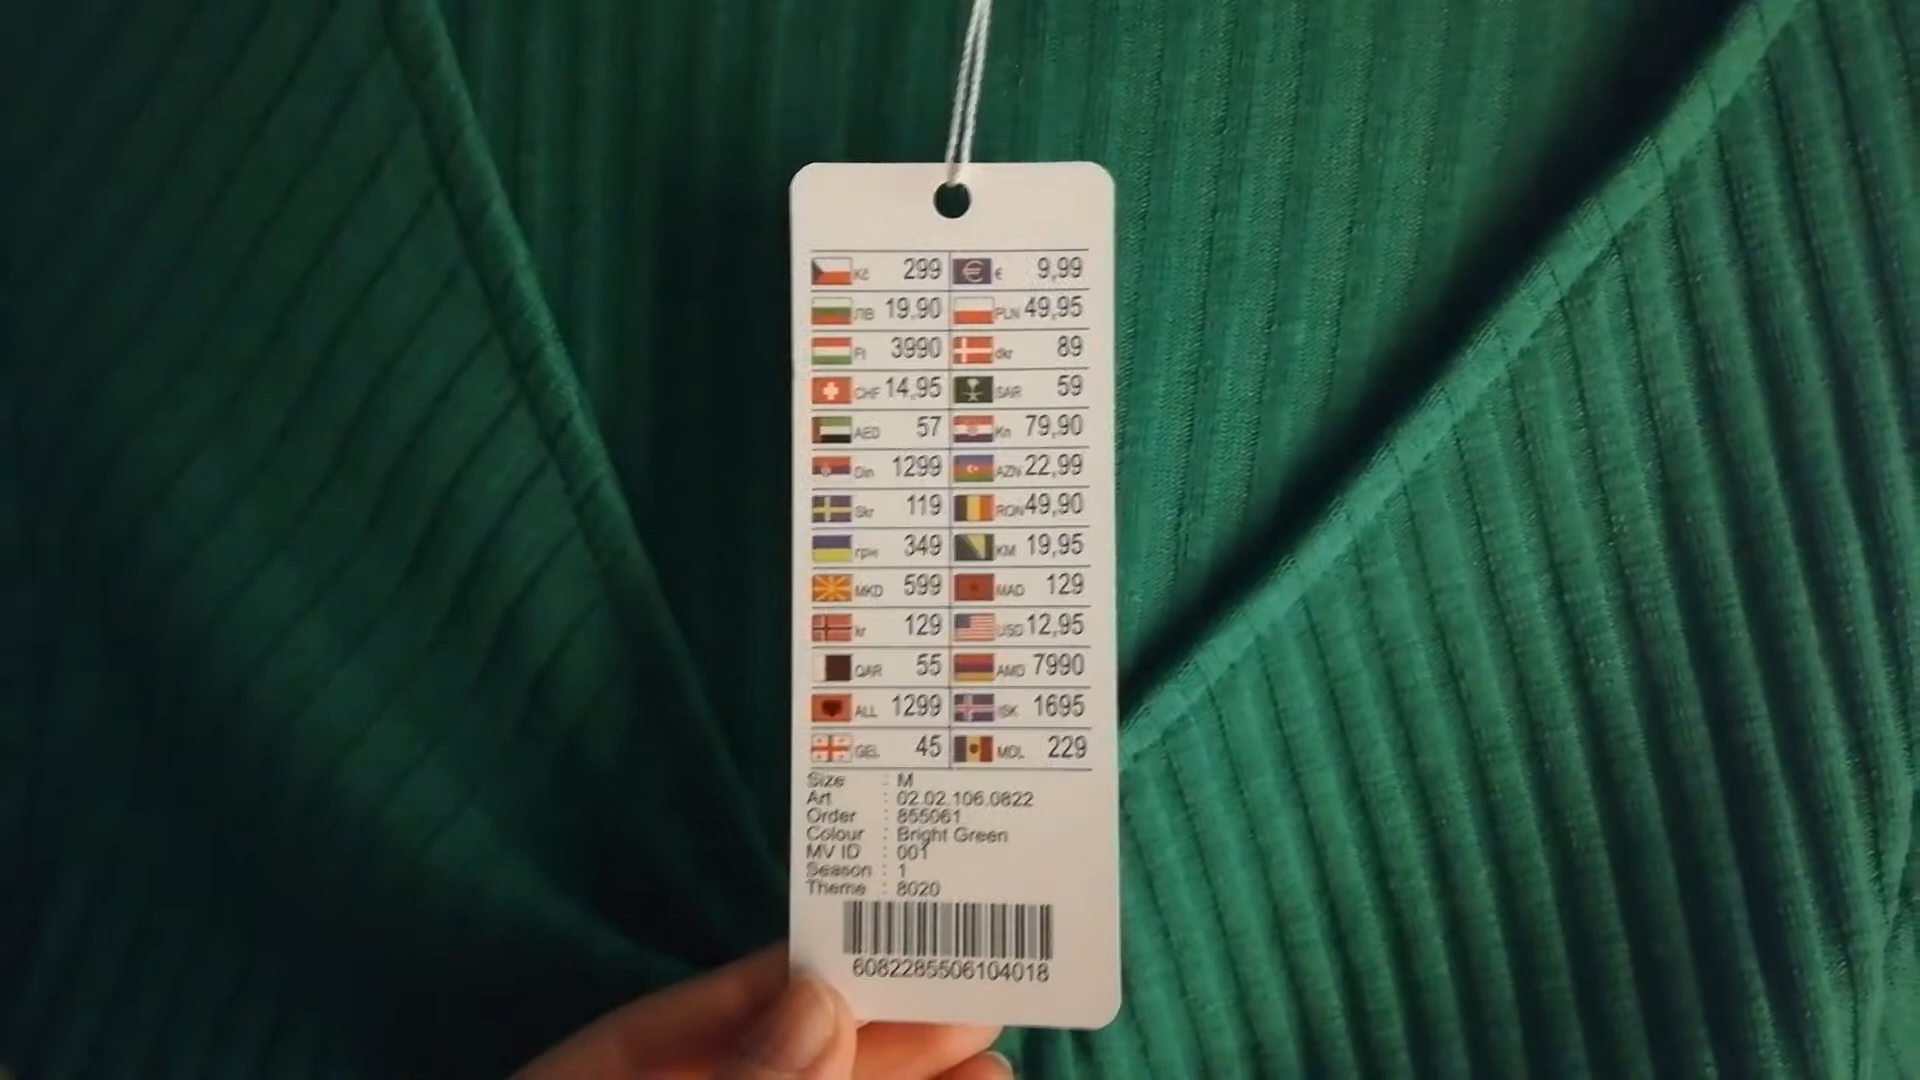 Kč 299 € 9,99
ЛВ 19,90 PLN 49,95
Ft 3990 dkr 89
CHF 14,95 SAR 59
AED 57 Kn 79,90
Din 1299 AZN 22,99
Skr 119 RON 49,90
грн 349 KM 19,95
MKD 599 MAD 129
kr 129 USD 12,95
QAR 55 AMD 7990
ALL 1299 ISK 1695
GEL 45 MDL 229
Size : M
Art : 02.02.106.0822
Order : 855061
Colour : Bright Green
MV ID : 001
Season : 1
Theme : 8020
6082285506104018